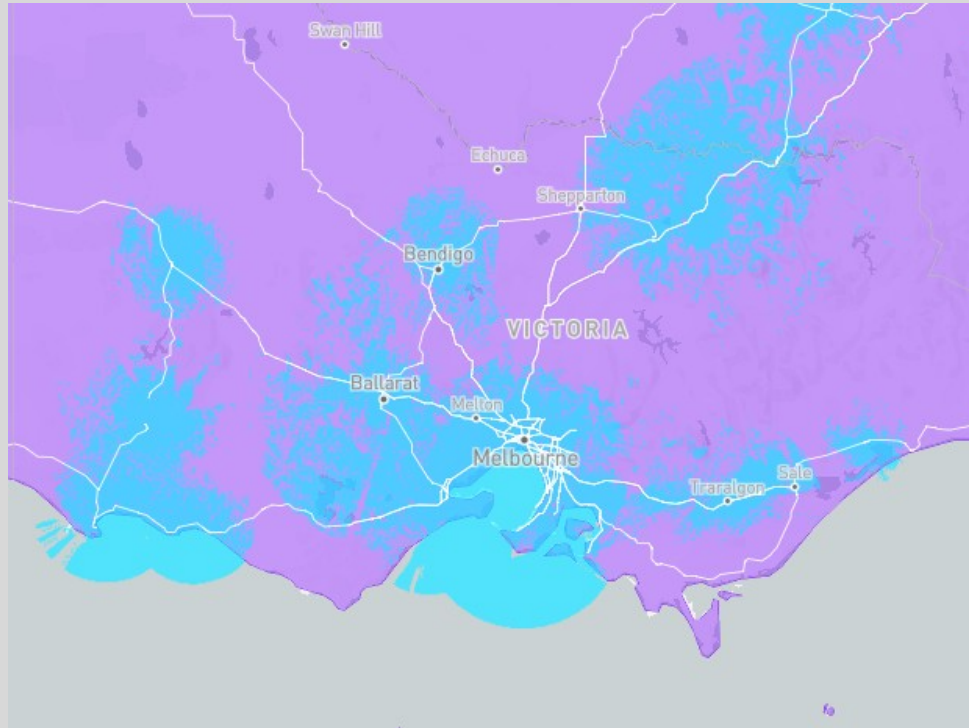 Swan Hill
Echuca
Shepparton
Bendigo
VICTORIA
Ballarat
Melton
Melbourne
Traralgon
Sale